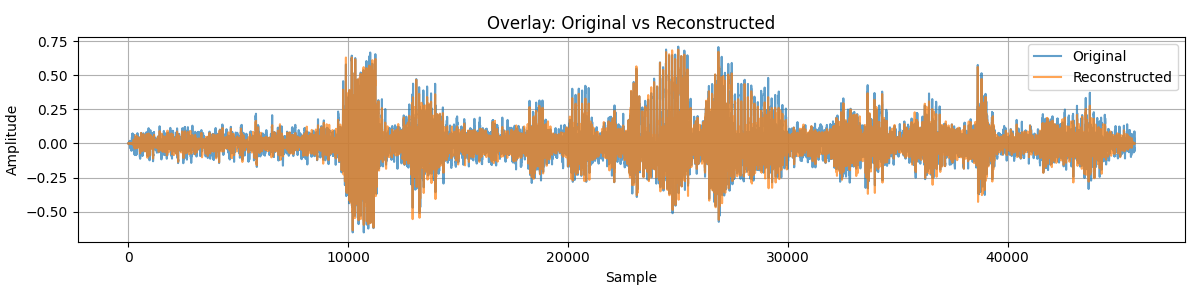 Overlay: Original vs Reconstructed
Original
Reconstructed
Amplitude
0.75
0.50
0.25
0.00
−0.25
−0.50
0 10000 20000 30000 40000
Sample